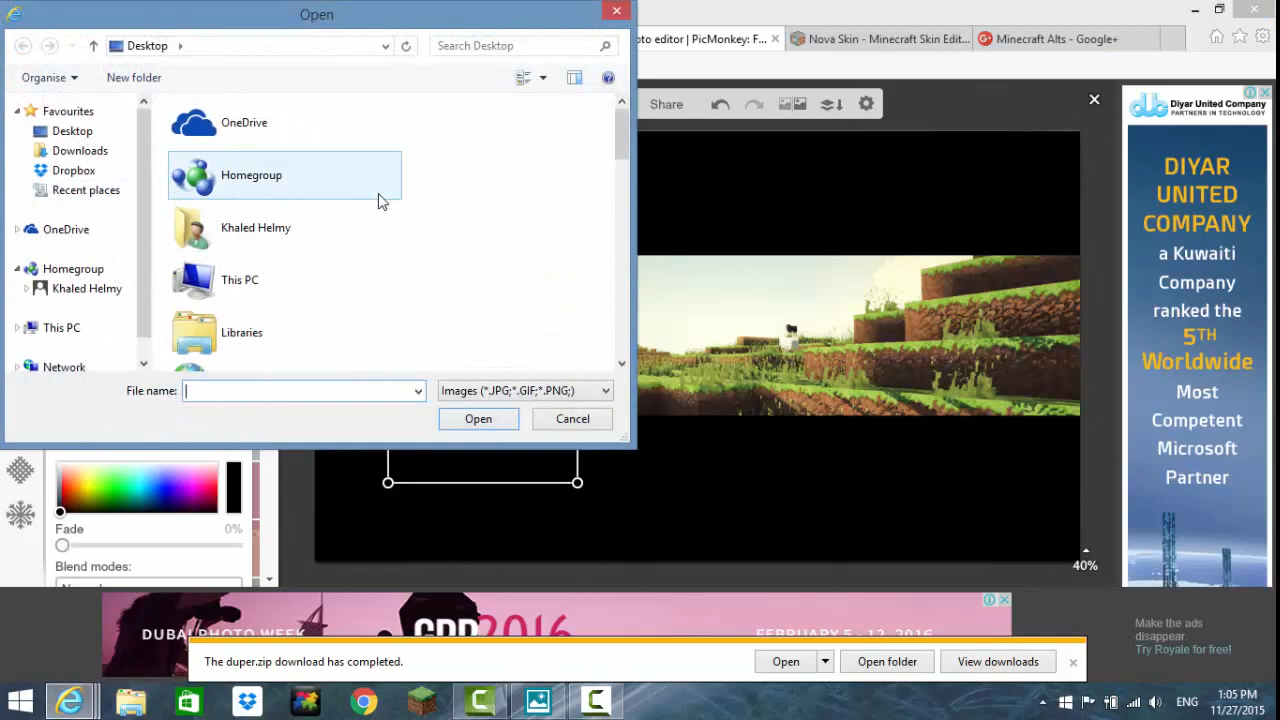 Open
Desktop
Search Desktop
oto editor | PicMonkey: F...
Nova Skin - Minecraft Skin Edit...
Minecraft Alts - Google+
Organise
New folder
Share
Favourites
Desktop
Downloads
Dropbox
Recent places
OneDrive
Homegroup
Khaled Helmy
This PC
Network
OneDrive
Homegroup
Khaled Helmy
This PC
Libraries
File name:
Images (*.JPG;*.GIF;*.PNG;)
Open
Cancel
Diyar United Company
PARTNERS IN TECHNOLOGY
DIYAR
UNITED
COMPANY
a Kuwaiti
Company
ranked the
5TH
Worldwide
Most
Competent
Microsoft
Partner
Fade
0%
Blend modes:
40%
DUBAI PHOTO WEEK
GPP2016
FEBRUARY 5 - 12, 2016
Make the ads
disappear.
Try Royale for free!
The duper.zip download has completed.
Open
Open folder
View downloads
ENG
1:05 PM
11/27/2015